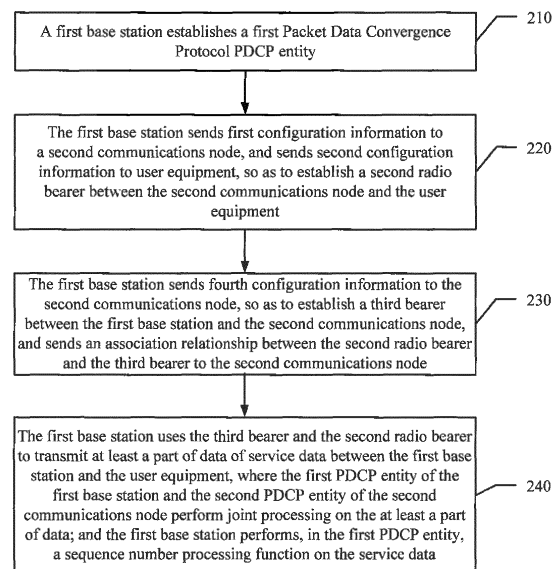 A first base station establishes a first Packet Data Convergence
Protocol PDCP entity
210
The first base station sends first configuration information to
a second communications node, and sends second configuration
information to user equipment, so as to establish a second radio
bearer between the second communications node and the user
equipment
220
The first base station sends fourth configuration information to the
second communications node, so as to establish a third bearer
between the first base station and the second communications node,
and sends an association relationship between the second radio bearer
and the third bearer to the second communications node
230
The first base station uses the third bearer and the second radio bearer
to transmit at least a part of data of service data between the first base
station and the user equipment, where the first PDCP entity of the
first base station and the second PDCP entity of the second
communications node perform joint processing on the at least a part
of data; and the first base station performs, in the first PDCP entity,
a sequence number processing function on the service data
240